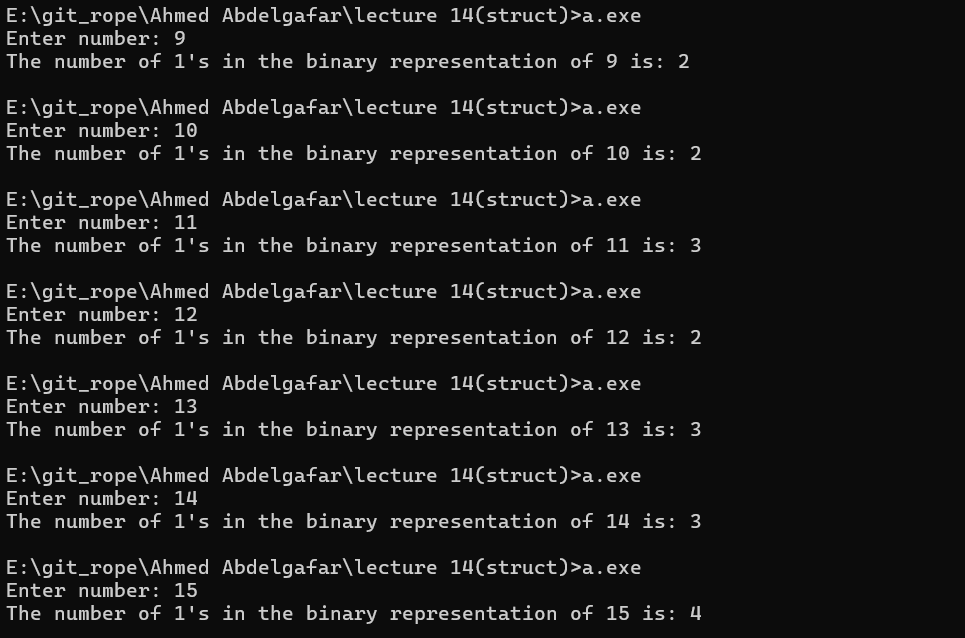 E:\git_rope\Ahmed Abdelgafar\lecture 14(struct)>a.exe
Enter number: 9
The number of 1's in the binary representation of 9 is: 2
E:\git_rope\Ahmed Abdelgafar\lecture 14(struct)>a.exe
Enter number: 10
The number of 1's in the binary representation of 10 is: 2
E:\git_rope\Ahmed Abdelgafar\lecture 14(struct)>a.exe
Enter number: 11
The number of 1's in the binary representation of 11 is: 3
E:\git_rope\Ahmed Abdelgafar\lecture 14(struct)>a.exe
Enter number: 12
The number of 1's in the binary representation of 12 is: 2
E:\git_rope\Ahmed Abdelgafar\lecture 14(struct)>a.exe
Enter number: 13
The number of 1's in the binary representation of 13 is: 3
E:\git_rope\Ahmed Abdelgafar\lecture 14(struct)>a.exe
Enter number: 14
The number of 1's in the binary representation of 14 is: 3
E:\git_rope\Ahmed Abdelgafar\lecture 14(struct)>a.exe
Enter number: 15
The number of 1's in the binary representation of 15 is: 4